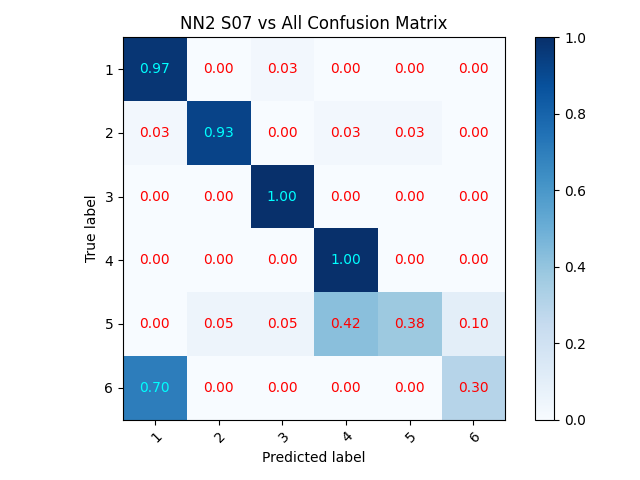 NN2 S07 vs All Confusion Matrix
True label
1 0.97 0.00 0.03 0.00 0.00 0.00
2 0.03 0.93 0.00 0.03 0.03 0.00
3 0.00 0.00 1.00 0.00 0.00 0.00
4 0.00 0.00 0.00 1.00 0.00 0.00
5 0.00 0.05 0.05 0.42 0.38 0.10
6 0.70 0.00 0.00 0.00 0.00 0.30
1 2 3 4 5 6
Predicted label
1.0
0.8
0.6
0.4
0.2
0.0